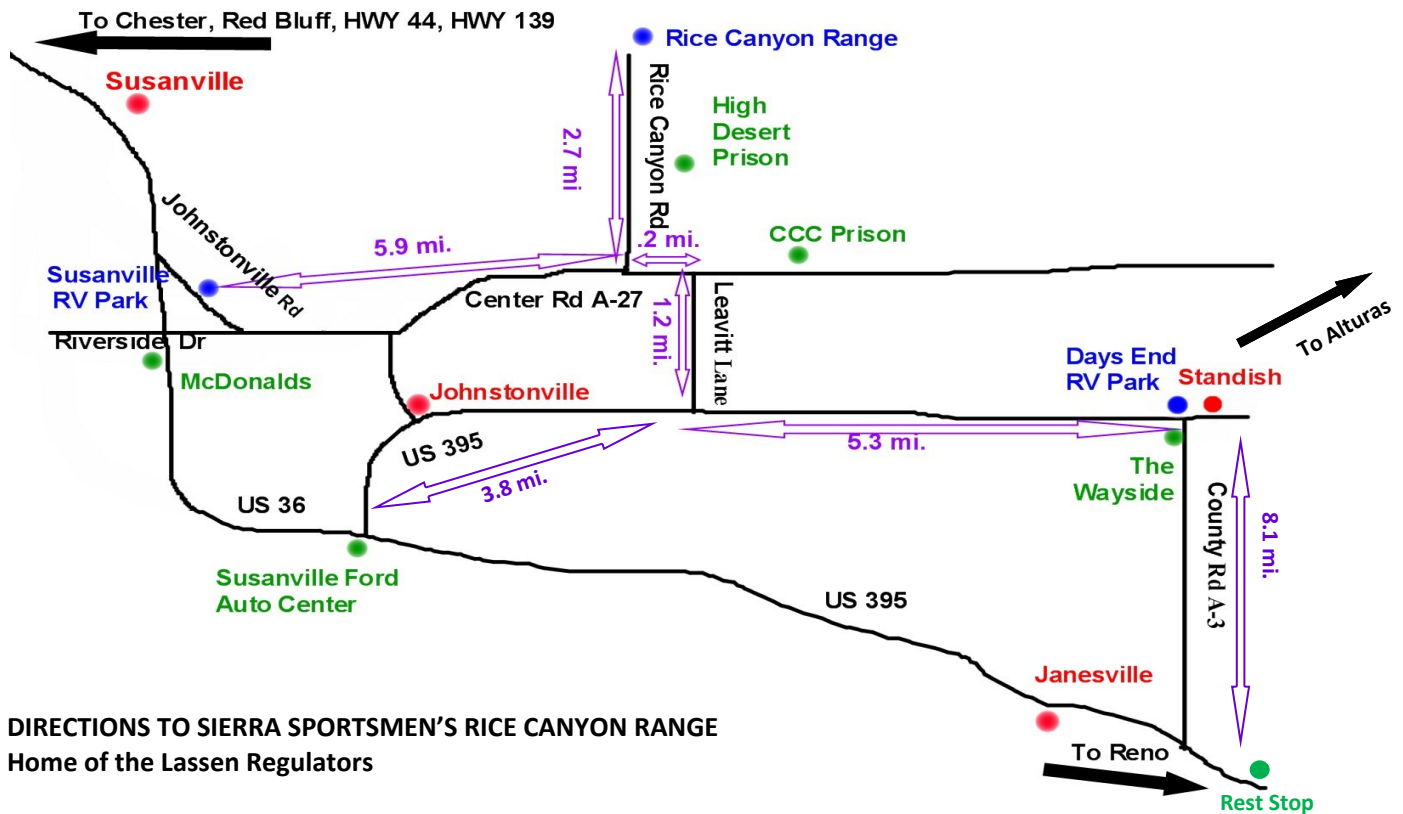 To Chester, Red Bluff, HWY 44, HWY 139
Rice Canyon Range
Susanville
Rice Canyon Rd
High
Desert
Prison
2.7 mi
Johnstonville Rd
5.9 mi.
.2 mi.
CCC Prison
Susanville
RV Park
Center Rd A-27
1.2 mi.
Leavitt Lane
To Alturas
Riverside Dr
McDonalds
Days End
RV Park
Standish
Johnstonville
US 395
3.8 mi.
5.3 mi.
The
Wayside
County Rd A-3
8.1 mi.
US 36
Susanville Ford
Auto Center
US 395
Janesville
DIRECTIONS TO SIERRA SPORTSMEN’S RICE CANYON RANGE
Home of the Lassen Regulators
To Reno
Rest Stop